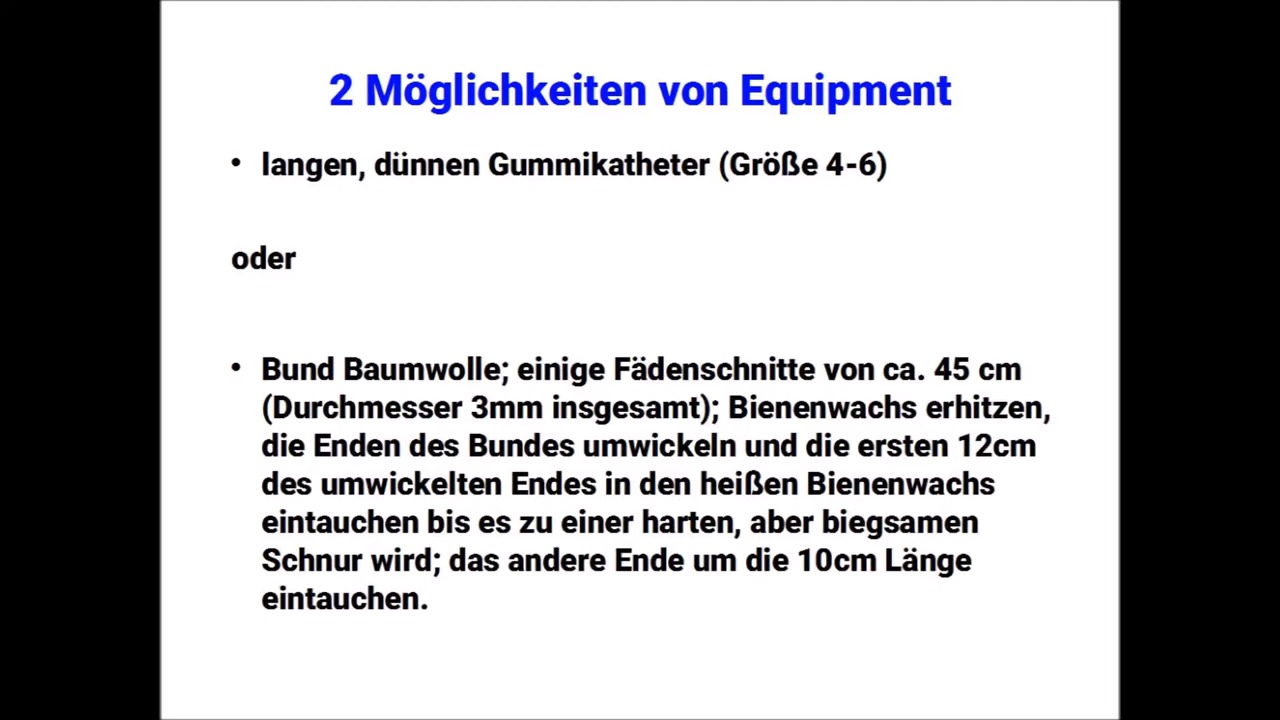 2 Möglichkeiten von Equipment
• langen, dünnen Gummikatheter (Größe 4-6)
oder
• Bund Baumwolle; einige Fädenschnitte von ca. 45 cm
(Durchmesser 3mm insgesamt); Bienenwachs erhitzen,
die Enden des Bundes umwickeln und die ersten 12cm
des umwickelten Endes in den heißen Bienenwachs
eintauchen bis es zu einer harten, aber biegsamen
Schnur wird; das andere Ende um die 10cm Länge
eintauchen.